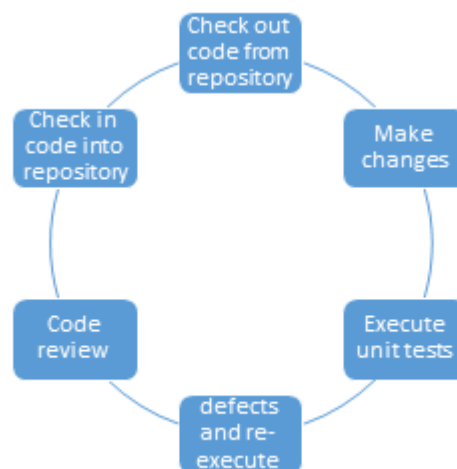 Check out
code from
repository
Make
changes
Execute
unit tests
defects and re-
execute
Code
review
Check in
code into
repository